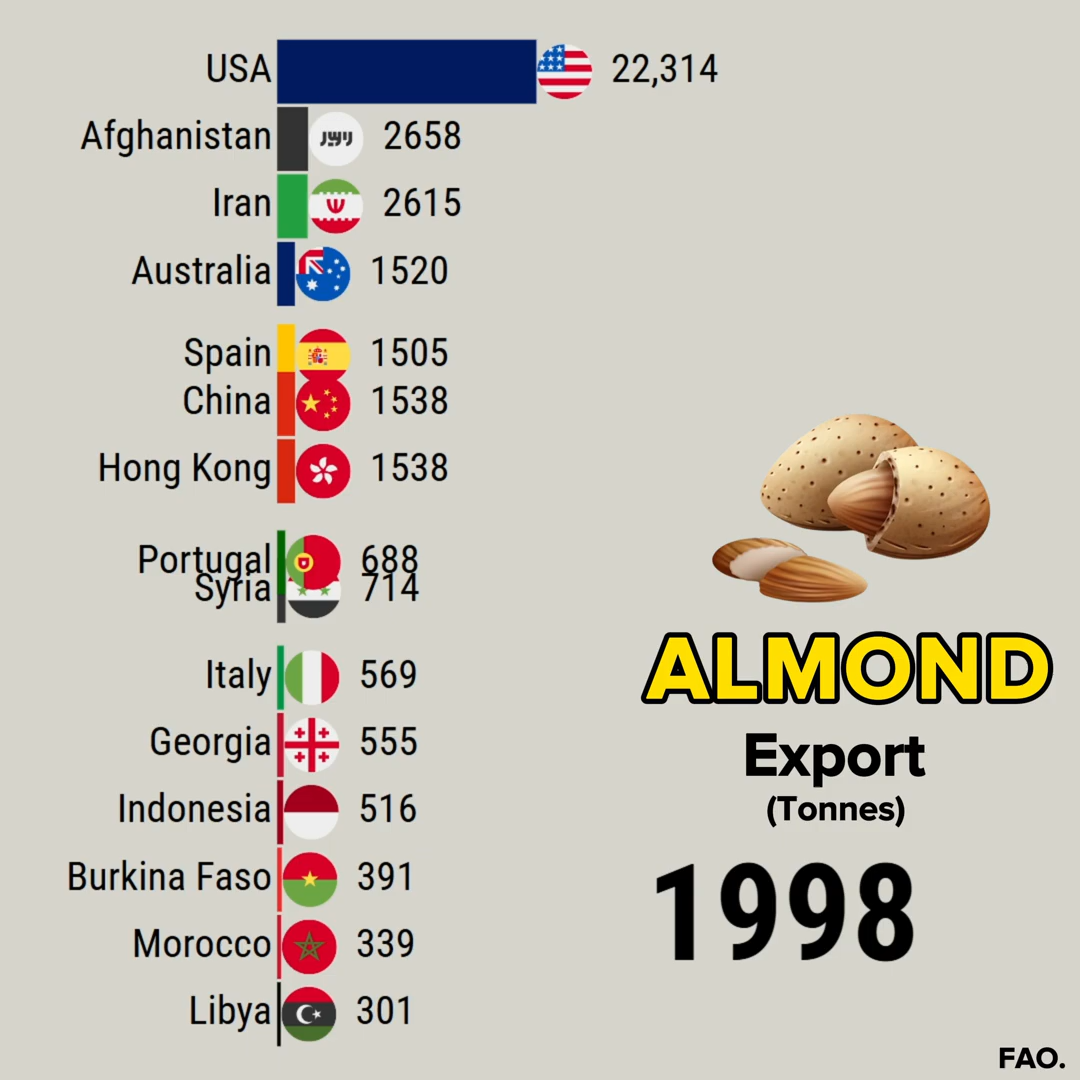 USA 22,314
Afghanistan 2658
Iran 2615
Australia 1520
Spain 1505
China 1538
Hong Kong 1538
Portugal 688
Syria 714
Italy 569
Georgia 555
Indonesia 516
Burkina Faso 391
Morocco 339
Libya 301
ALMOND
Export
(Tonnes)
1998
FAO.